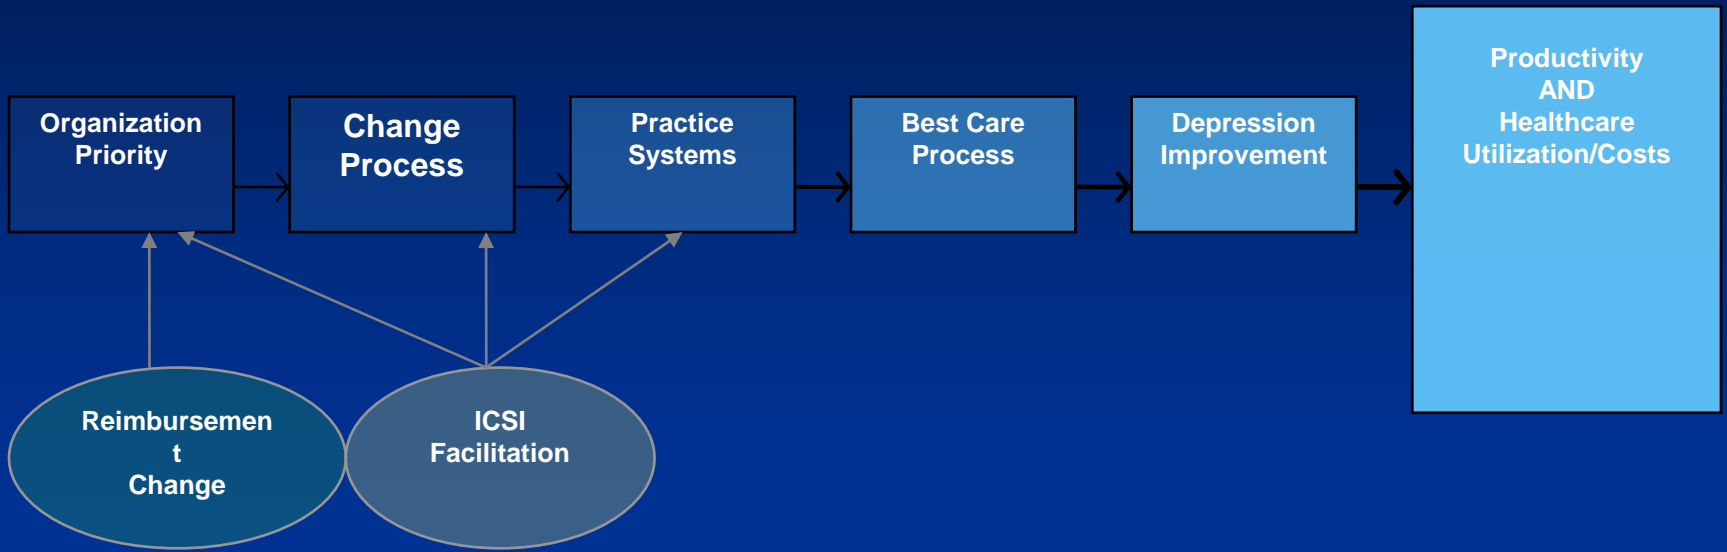 Organization
Priority
Change
Process
Practice
Systems
Best Care
Process
Depression
Improvement
Productivity
AND
Healthcare
Utilization/Costs
Reimbursemen
t
Change
ICSI
Facilitation